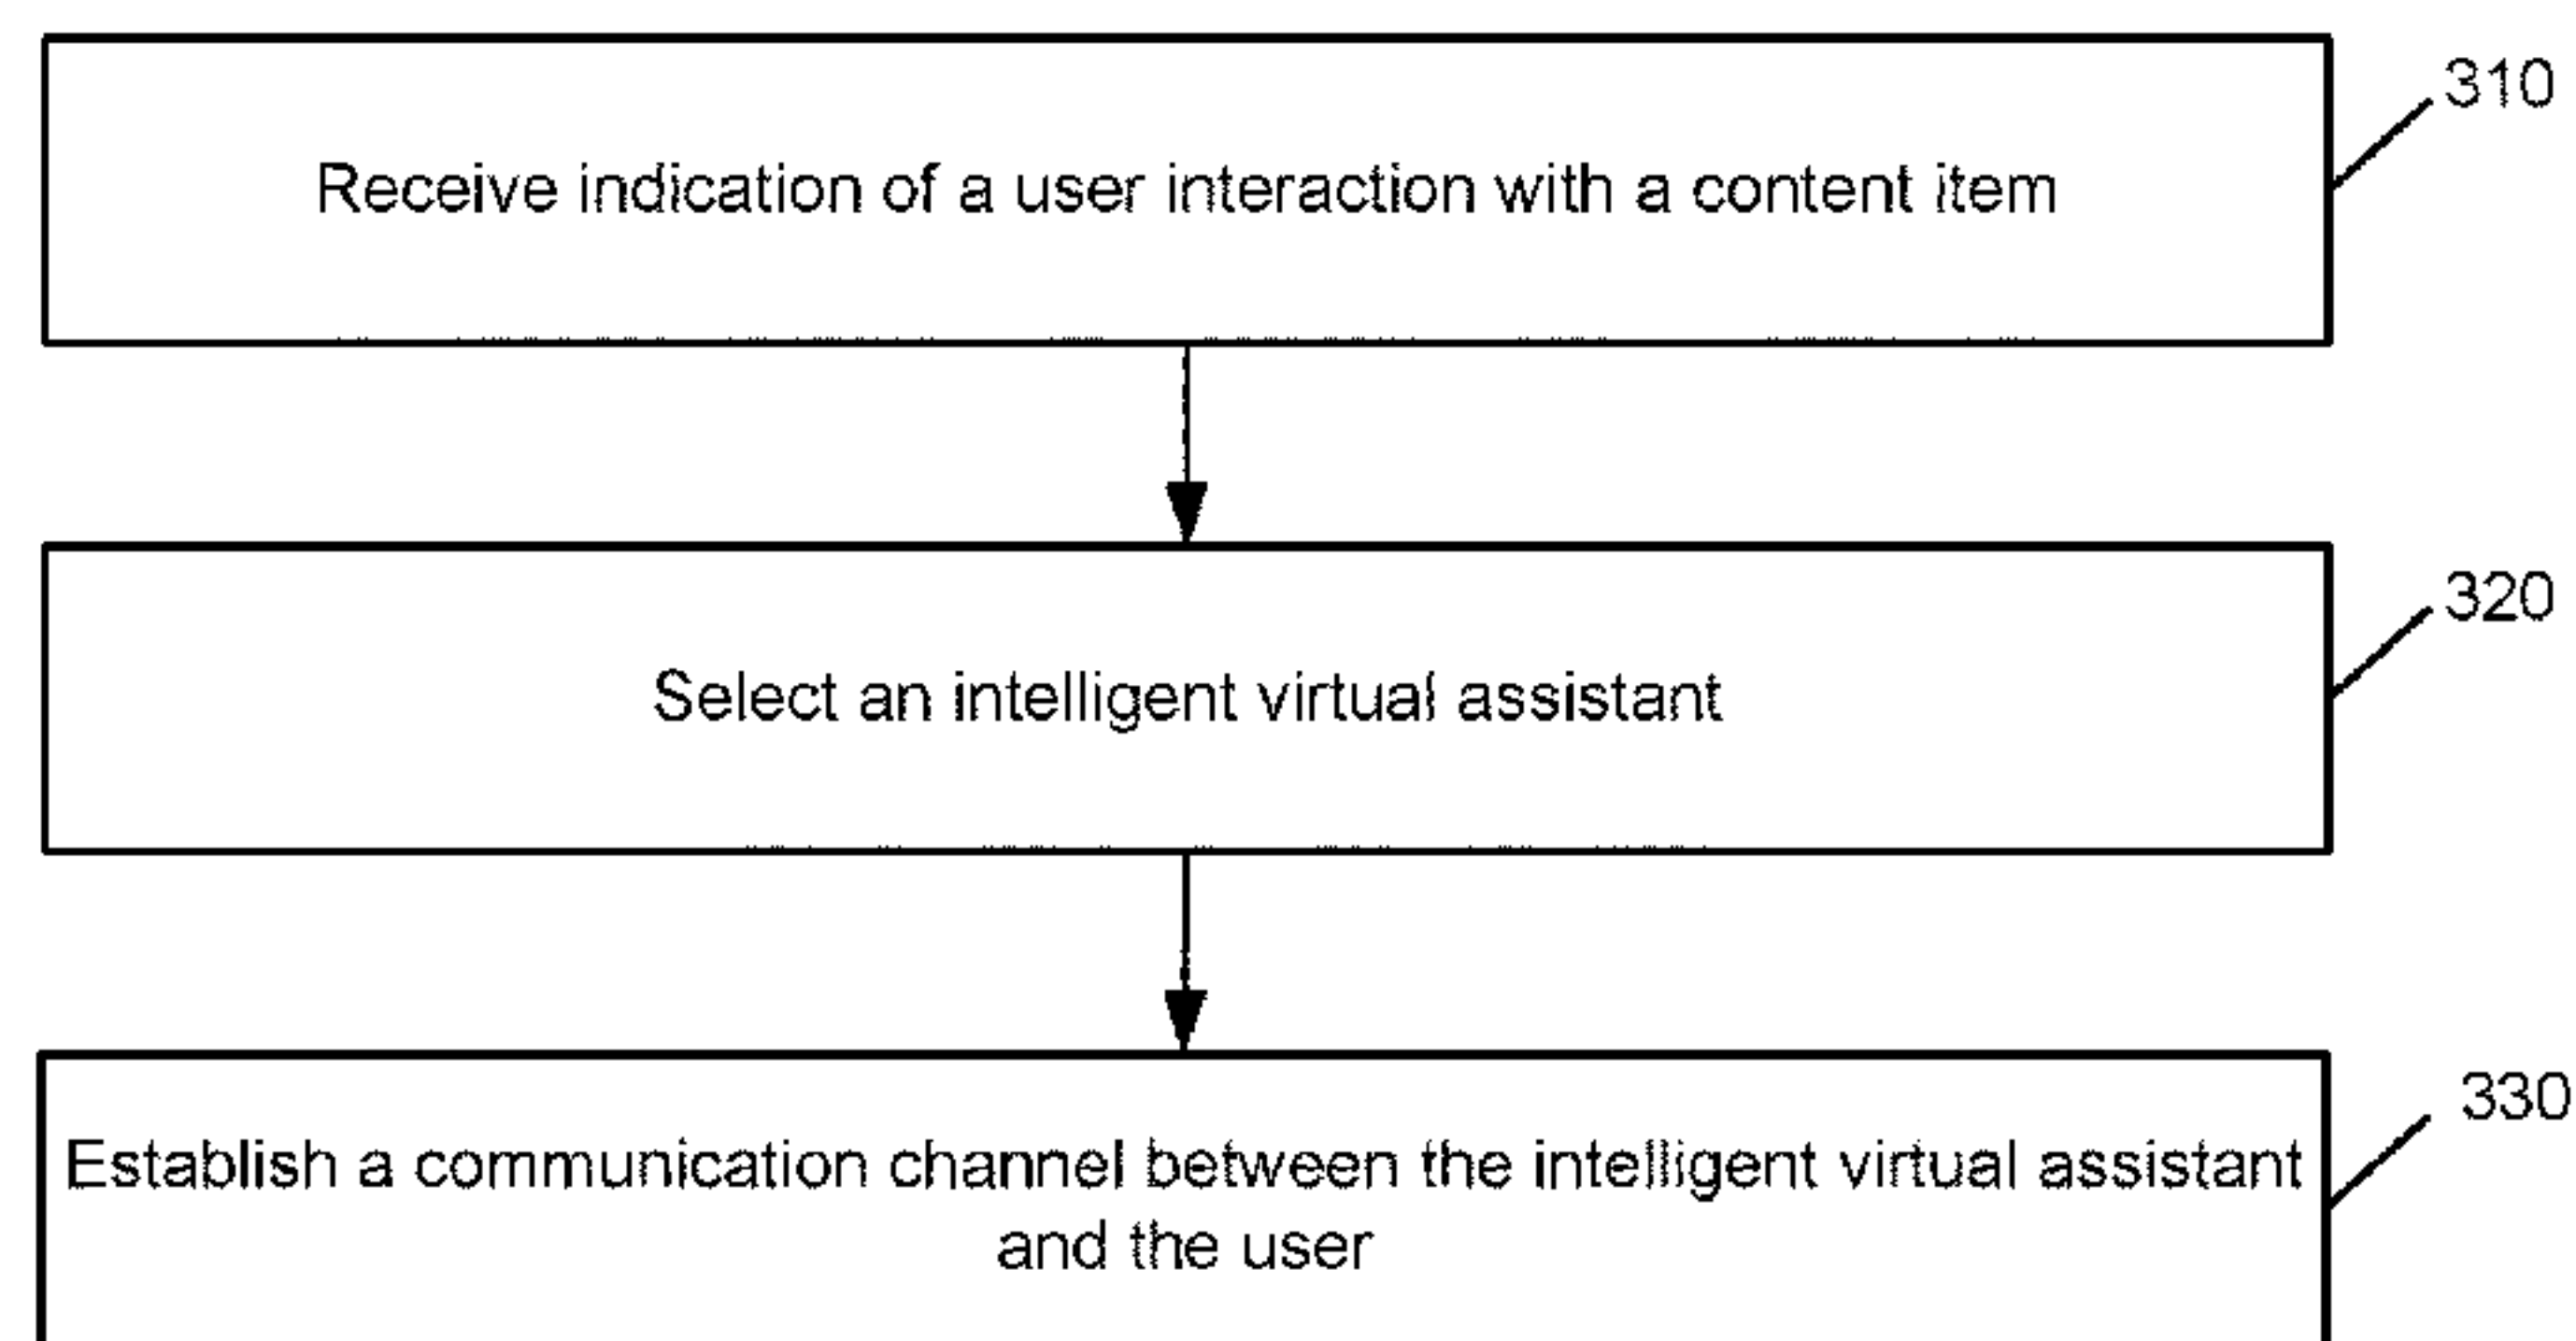 310
Receive indication of a user interaction with a content item
320
Select an intelligent virtual assistant
330
Establish a communication channel between the intelligent virtual assistant
and the user